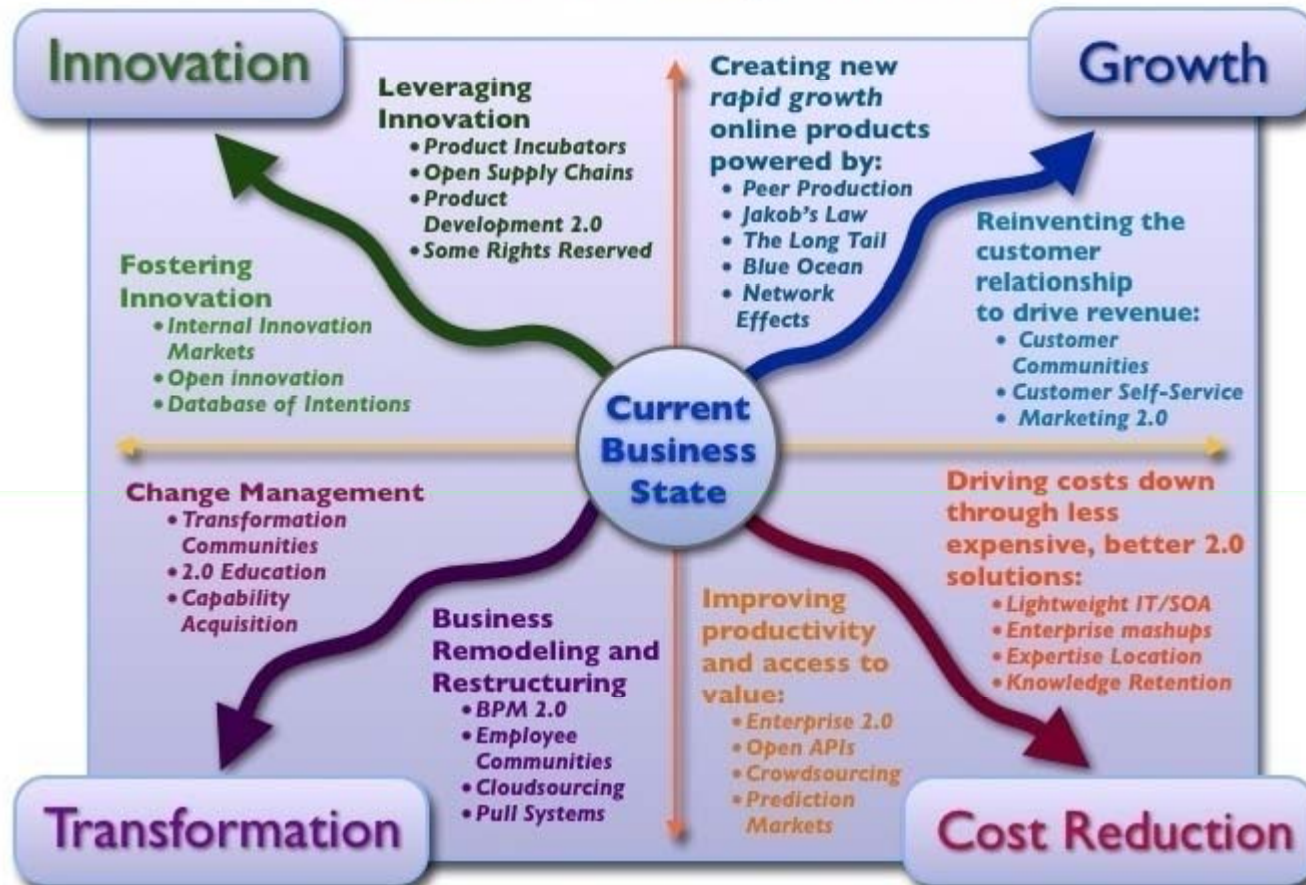 Innovation
Leveraging
Innovation
•Product Incubators
•Open Supply Chains
•Product
Development 2.0
•Some Rights Reserved
Fostering
Innovation
•Internal Innovation
Markets
•Open innovation
•Database of Intentions
Growth
Creating new
rapid growth
online products
powered by:
• Peer Production
• Jakob's Law
• The Long Tail
• Blue Ocean
• Network
Effects
Reinventing the
customer
relationship
to drive revenue:
• Customer
Communities
• Customer Self-Service
• Marketing 2.0
Current
Business
State
Change Management
•Transformation
Communities
•2.0 Education
•Capability
Acquisition
Business
Remodeling and
Restructuring
•BPM 2.0
•Employee
Communities
•Cloudsourcing
•Pull Systems
Transformation
Improving
productivity
and access to
value:
•Enterprise 2.0
•Open APIs
•Crowdsourcing
•Prediction
Markets
Driving costs down
through less
expensive, better 2.0
solutions:
•Lightweight IT/SOA
•Enterprise mashups
•Expertise Location
•Knowledge Retention
Cost Reduction